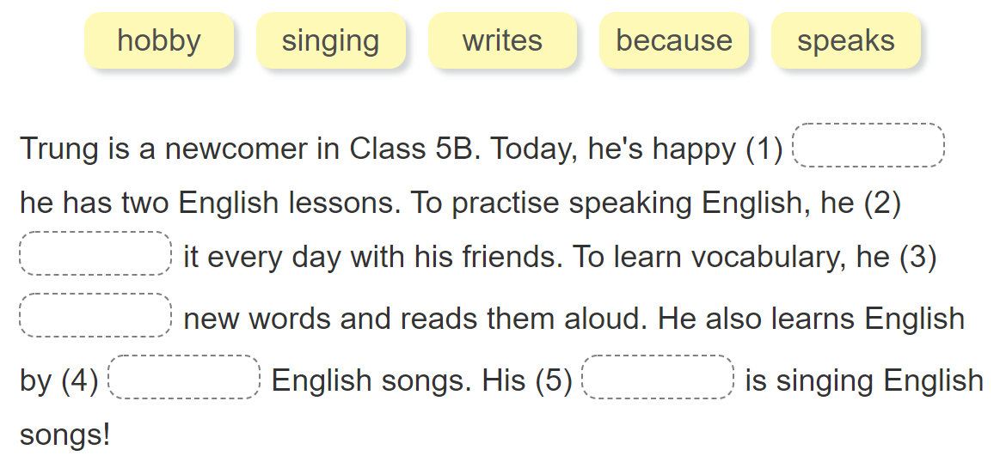 hobby singing writes because speaks
Trung is a newcomer in Class 5B. Today, he's happy (1)
he has two English lessons. To practise speaking English, he (2)
it every day with his friends. To learn vocabulary, he (3)
new words and reads them aloud. He also learns English
by (4) English songs. His (5) is singing English
songs!